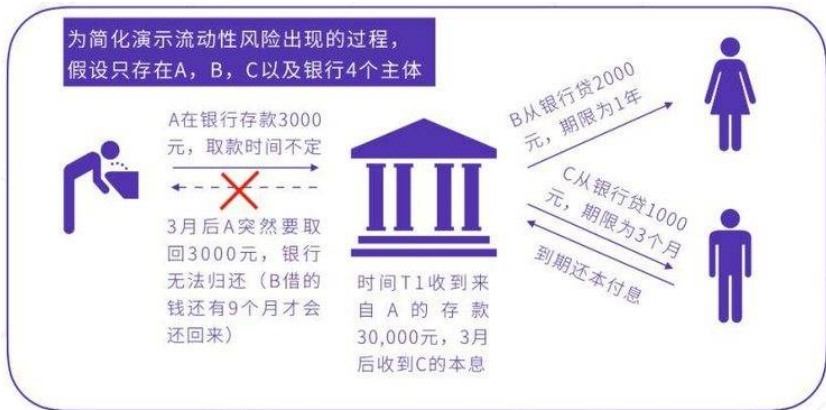 为简化演示流动性风险出现的过程，
假设只存在A，B，C以及银行4个主体
A在银行存款3000
元，取款时间不定
3月后A突然要取
回3000元，银行
无法归还（B借的
钱还有9个月才会
还回来）
时间T1收到来
自A的存款
30,000元，3月
后收到C的本息
B从银行贷2000
元，期限为1年
C从银行贷1000
元，期限为3个月
到期还本付息